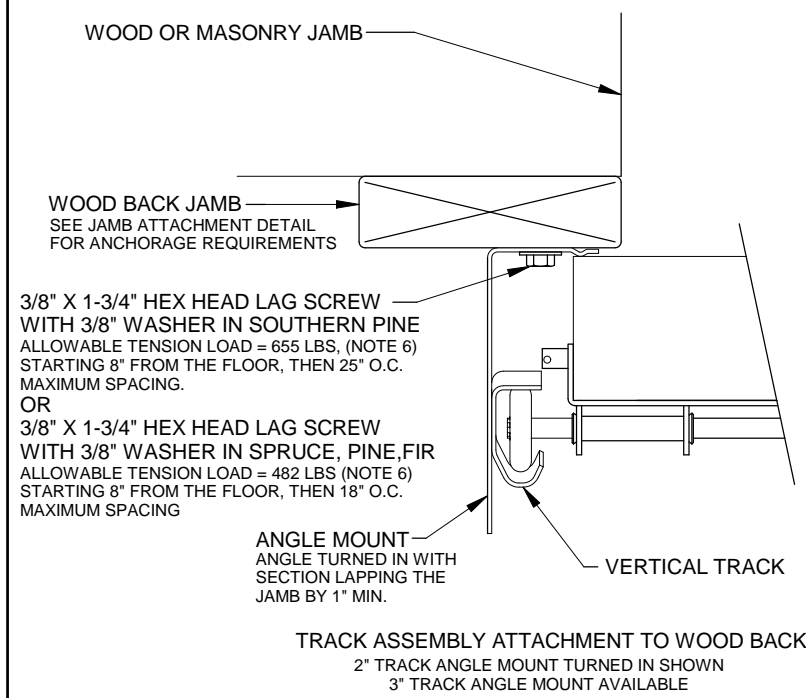 WOOD OR MASONRY JAMB
WOOD BACK JAMB
SEE JAMB ATTACHMENT DETAIL
FOR ANCHORAGE REQUIREMENTS
3/8" X 1-3/4" HEX HEAD LAG SCREW
WITH 3/8" WASHER IN SOUTHERN PINE
ALLOWABLE TENSION LOAD = 655 LBS, (NOTE 6)
STARTING 8" FROM THE FLOOR, THEN 25" O.C.
MAXIMUM SPACING.
OR
3/8" X 1-3/4" HEX HEAD LAG SCREW
WITH 3/8" WASHER IN SPRUCE, PINE,FIR
ALLOWABLE TENSION LOAD = 482 LBS (NOTE 6)
STARTING 8" FROM THE FLOOR, THEN 18" O.C.
MAXIMUM SPACING
ANGLE MOUNT
ANGLE TURNED IN WITH
SECTION LAPPING THE
JAMB BY 1" MIN.
VERTICAL TRACK
TRACK ASSEMBLY ATTACHMENT TO WOOD BACK
2" TRACK ANGLE MOUNT TURNED IN SHOWN
3" TRACK ANGLE MOUNT AVAILABLE